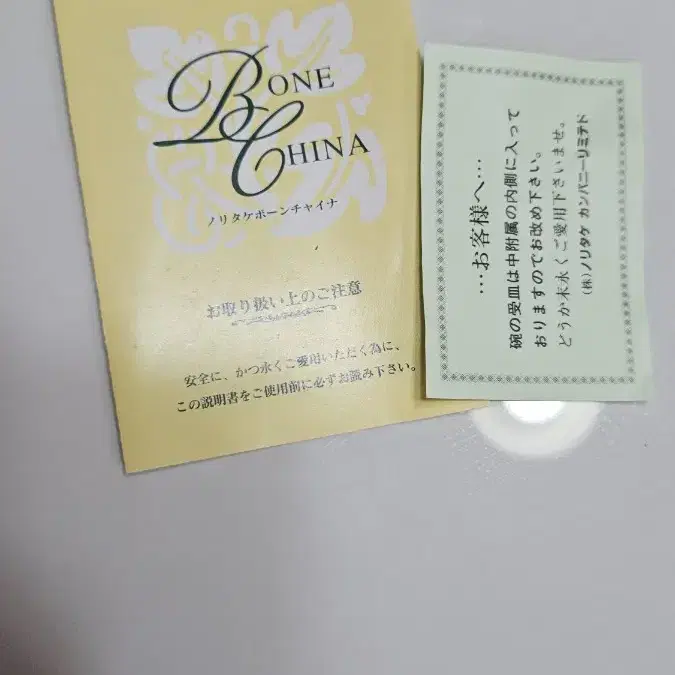 BONE
CHINA
ノリタケボーンチャイナ
お取り扱い上のご注意
安全に、かつ永くご愛用いただく為に、
この説明書をご使用前に必ずお読み下さい。
…お客様へ…
碗の受皿は中附属の内側に入って
おりますのでお改め下さい。
どうか末永くご愛用下さいませ。
(株)ノリタケ カンパニーリミテド